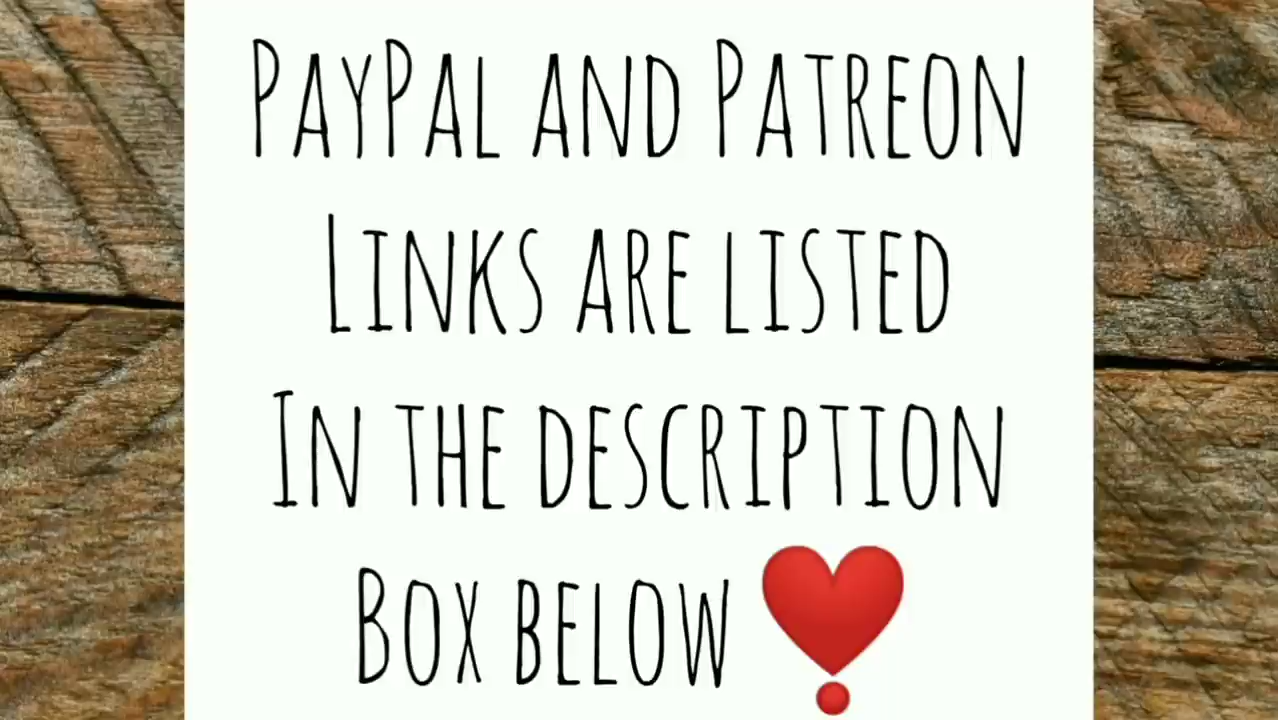 PayPal and Patreon
Links are listed
In the description
Box below ❣️